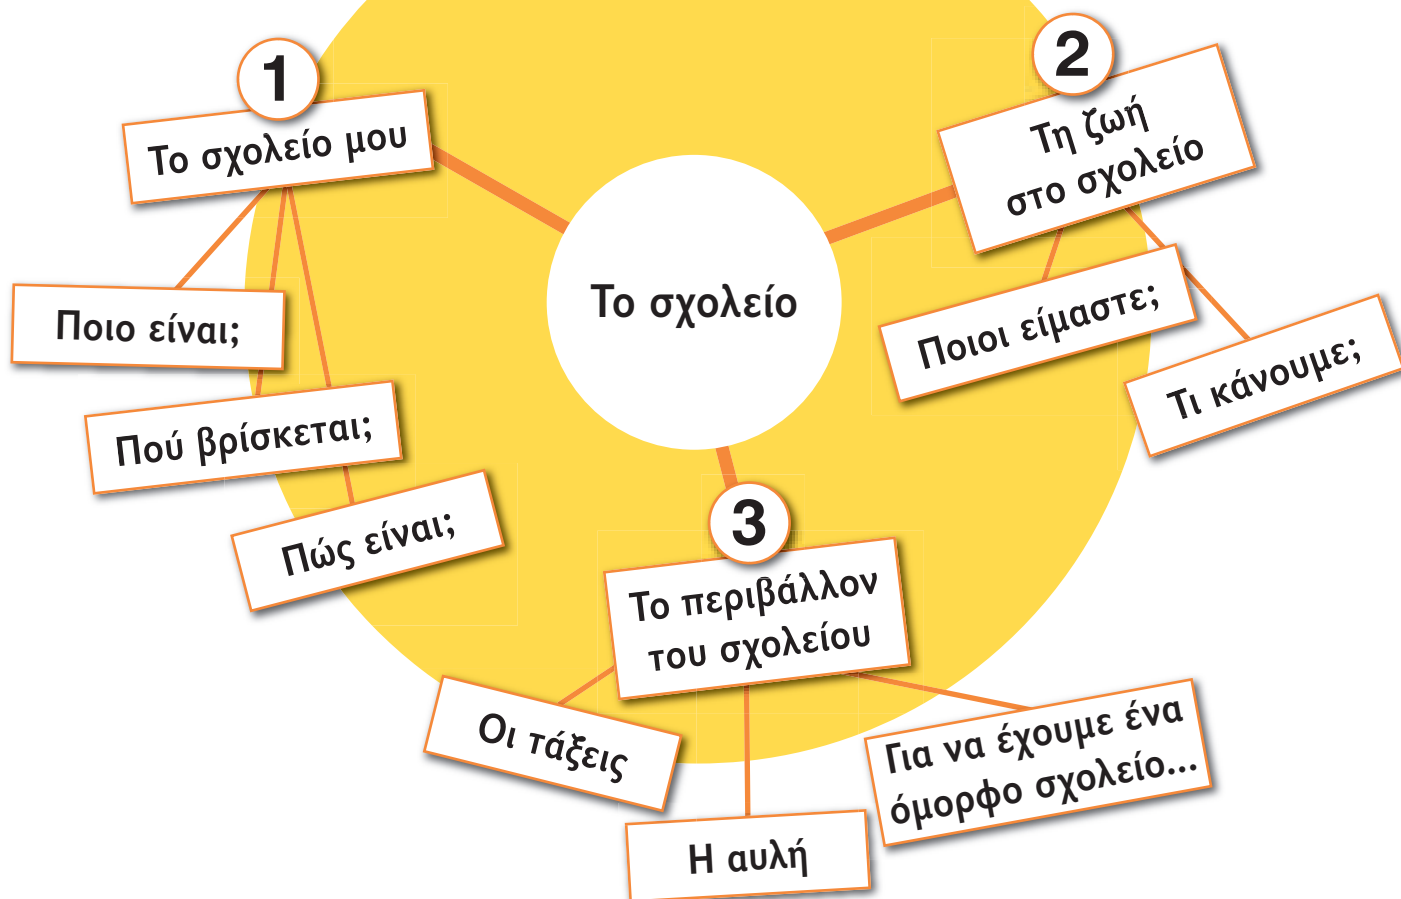 Το σχολείο
1
Το σχολείο μου
Ποιο είναι;
Πού βρίσκεται;
Πώς είναι;
2
Τη ζωή
στο σχολείο
Ποιοι είμαστε;
Τι κάνουμε;
3
Το περιβάλλον
του σχολείου
Οι τάξεις
Η αυλή
Για να έχουμε ένα
όμορφο σχολείο...